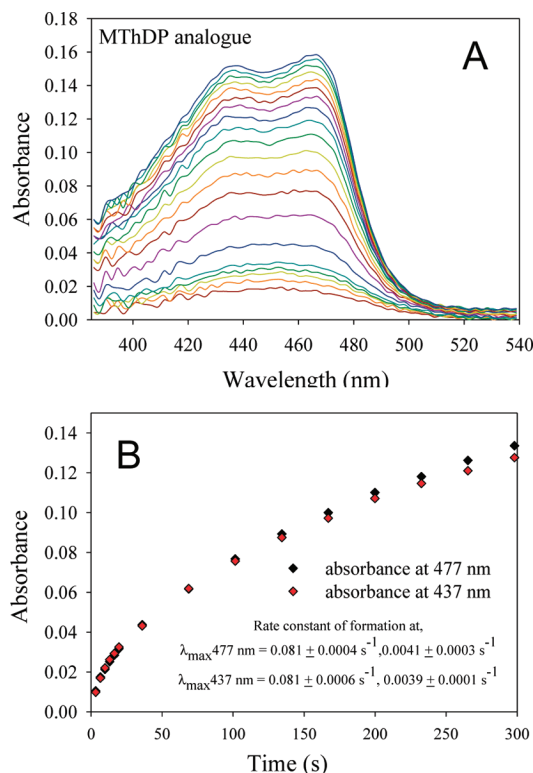 0.18
MThDP analogue
A
0.16
0.14
0.12
0.10
0.08
0.06
0.04
0.02
0.00
Absorbance
400 420 440 460 480 500 520 540
Wavelength (nm)
0.14
B
0.12
0.10
0.08
0.06
0.04
0.02
0.00
Absorbance
absorbance at 477 nm
absorbance at 437 nm
Rate constant of formation at,
λmax477 nm = 0.081 ± 0.0004 s-1,0.0041 ± 0.0003 s-1
λmax437 nm = 0.081 ± 0.0006 s-1, 0.0039 ± 0.0001 s-1
0 50 100 150 200 250 300
Time (s)